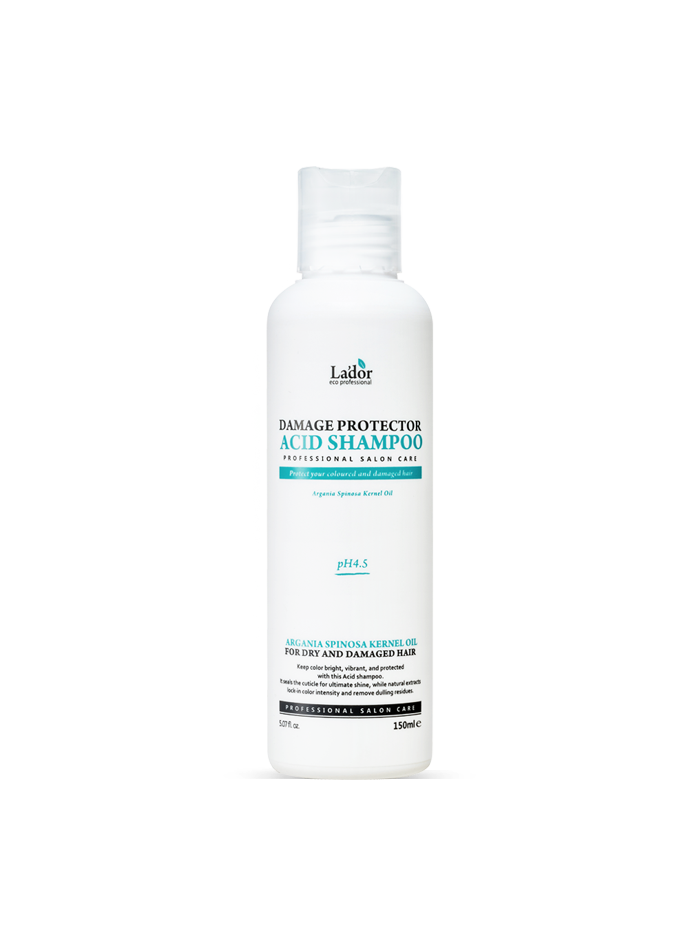 La'dor
eco professional
DAMAGE PROTECTOR
ACID SHAMPOO
PROFESSIONAL SALON CARE
Protect your coloured and damaged hair
Argania Spinosa Kernel Oil
pH4.5
ARGANIA SPINOSA KERNEL OIL
FOR DRY AND DAMAGED HAIR
Keep color bright, vibrant, and protected
with this Acid shampoo.
It seals the cuticle for ultimate shine, while natural extracts
lock-in color intensity and remove dulling residues.
PROFESSIONAL SALON CARE
5.07 fl. oz. 150ml ℮